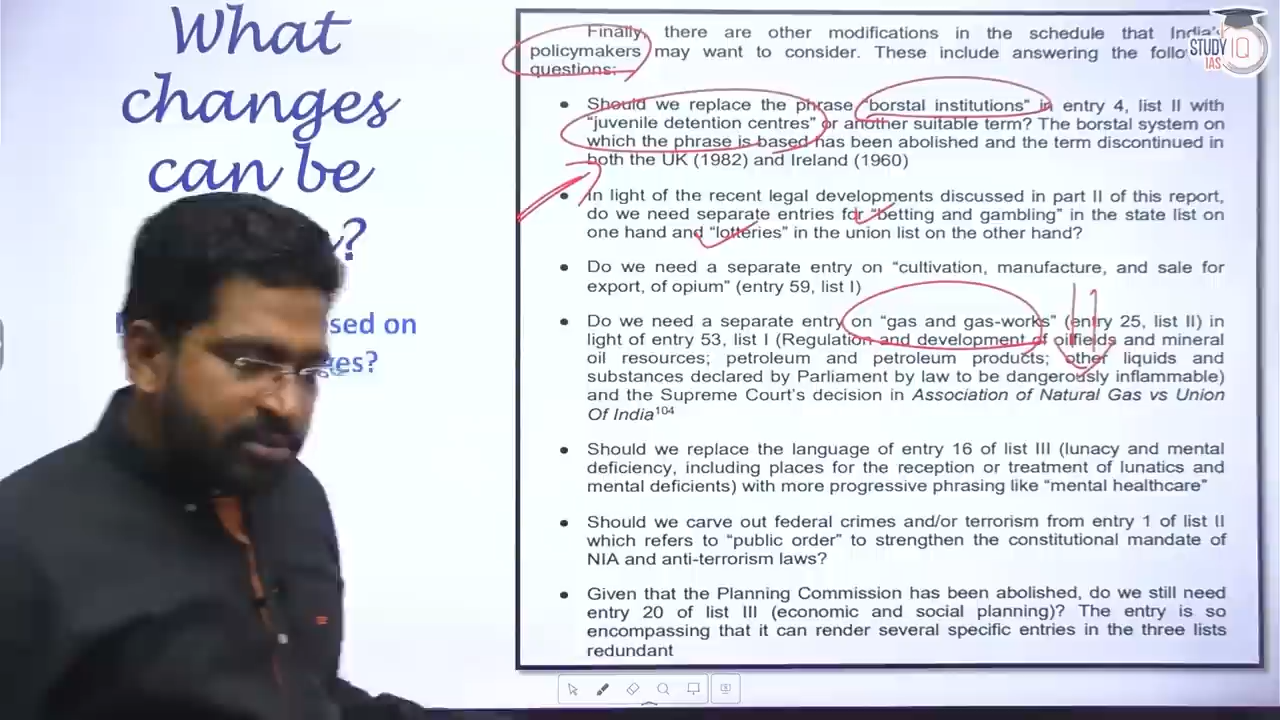 What
changes
can be
?
sed on
ges?
Finally, there are other modifications in the schedule that India's
policymakers may want to consider. These include answering the
questions:
• Should we replace the phrase "borstal institutions" in entry 4, list II with
"juvenile detention centres" or another suitable term? The borstal system on
which the phrase is based has been abolished and the term discontinued in
both the UK (1982) and Ireland (1960)
• In light of the recent legal developments discussed in part II of this report,
do we need separate entries for "betting and gambling" in the state list on
one hand and "lotteries" in the union list on the other hand?
• Do we need a separate entry on "cultivation, manufacture, and sale for
export, of opium" (entry 59, list I)
• Do we need a separate entry on "gas and gas-works" (entry 25, list II) in
light of entry 53, list I (Regulation and development of oilfields and mineral
oil resources; petroleum and petroleum products; other liquids and
substances declared by Parliament by law to be dangerously inflammable)
and the Supreme Court's decision in Association of Natural Gas vs Union
Of India104
• Should we replace the language of entry 16 of list III (lunacy and mental
deficiency, including places for the reception or treatment of lunatics and
mental deficients) with more progressive phrasing like "mental healthcare"
• Should we carve out federal crimes and/or terrorism from entry 1 of list II
which refers to "public order" to strengthen the constitutional mandate of
NIA and anti-terrorism laws?
• Given that the Planning Commission has been abolished, do we still need
entry 20 of list III (economic and social planning)? The entry is so
encompassing that it can render several specific entries in the three lists
redundant
STUDY IQ
IAS